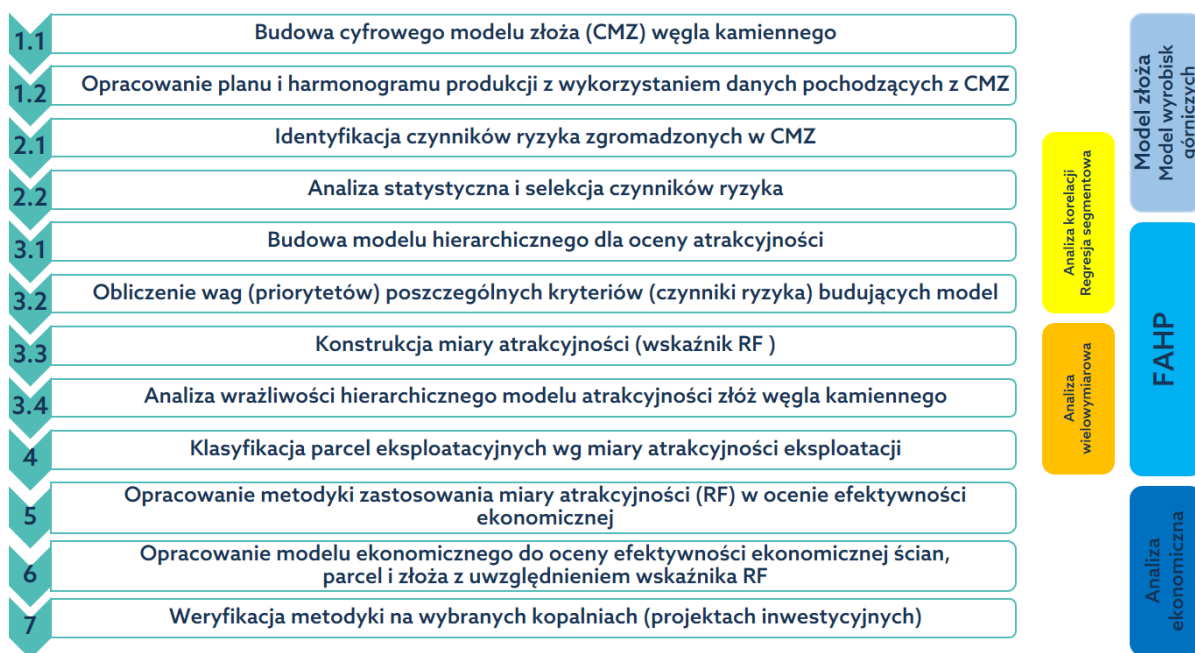 1.1
Budowa cyfrowego modelu złoża (CMZ) węgla kamiennego
1.2
Opracowanie planu i harmonogramu produkcji z wykorzystaniem danych pochodzących z CMZ
2.1
Identyfikacja czynników ryzyka zgromadzonych w CMZ
2.2
Analiza statystyczna i selekcja czynników ryzyka
3.1
Budowa modelu hierarchicznego dla oceny atrakcyjności
3.2
Obliczenie wag (priorytetów) poszczególnych kryteriów (czynniki ryzyka) budujących model
3.3
Konstrukcja miary atrakcyjności (wskaźnik RF )
3.4
Analiza wrażliwości hierarchicznego modelu atrakcyjności złóż węgla kamiennego
4
Klasyfikacja parcel eksploatacyjnych wg miary atrakcyjności eksploatacji
5
Opracowanie metodyki zastosowania miary atrakcyjności (RF) w ocenie efektywności
ekonomicznej
6
Opracowanie modelu ekonomicznego do oceny efektywności ekonomicznej ścian,
parcel i złoża z uwzględnieniem wskaźnika RF
7
Weryfikacja metodyki na wybranych kopalniach (projektach inwestycyjnych)
Analiza korelacji
Regresja segmentowa
Analiza
wielowymiarowa
Model złoża
Model wyrobisk
górniczych
FAHP
Analiza
ekonomiczna